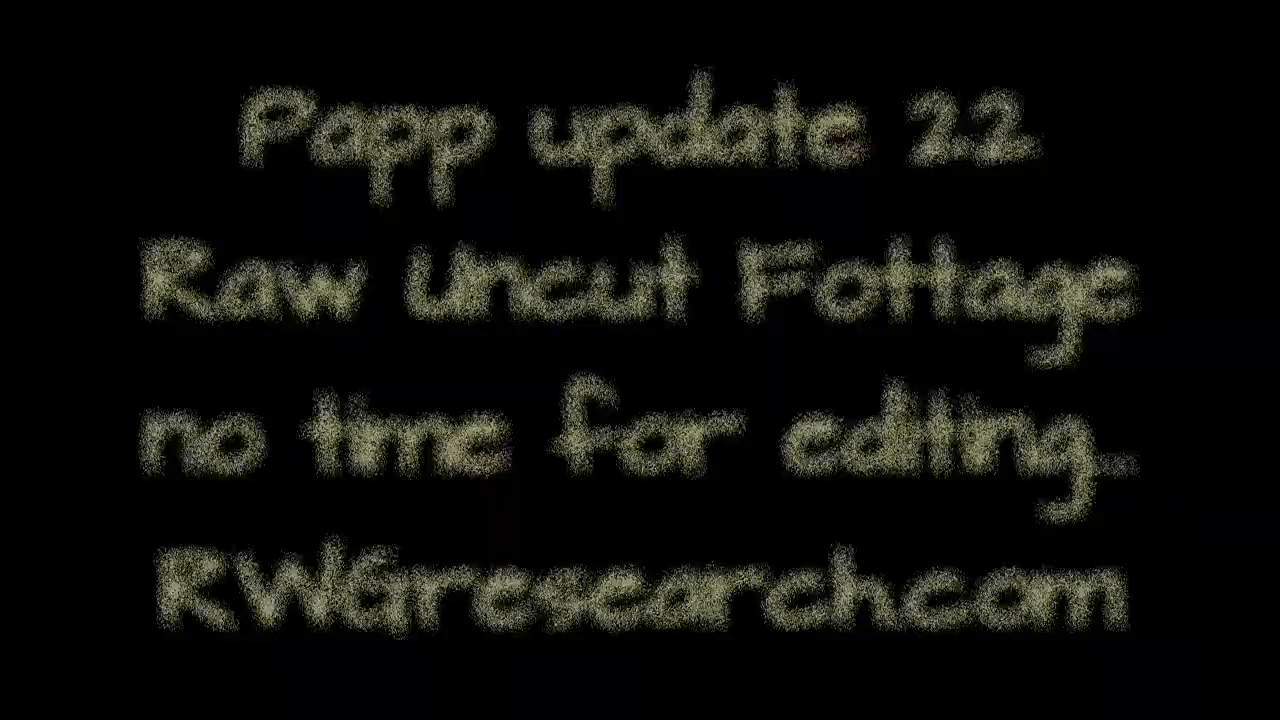 Papp update 22
Raw Uncut Fottage
no time for editing...
RWGresearch.com